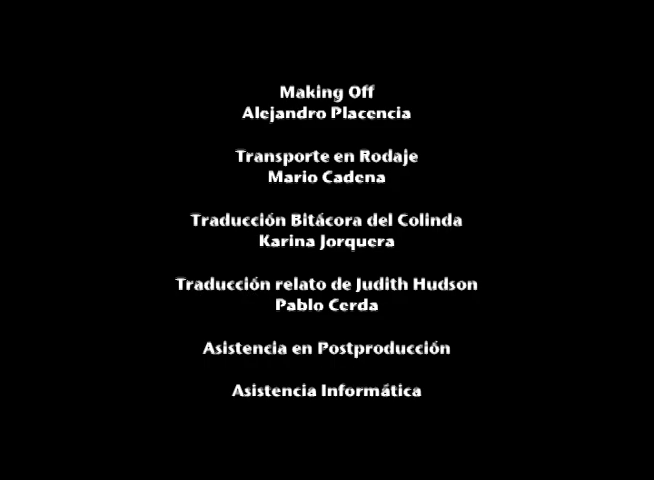 Making Off
Alejandro Placencia
Transporte en Rodaje
Mario Cadena
Traducción Bitácora del Colinda
Karina Jorquera
Traducción relato de Judith Hudson
Pablo Cerda
Asistencia en Postproducción
Asistencia Informática